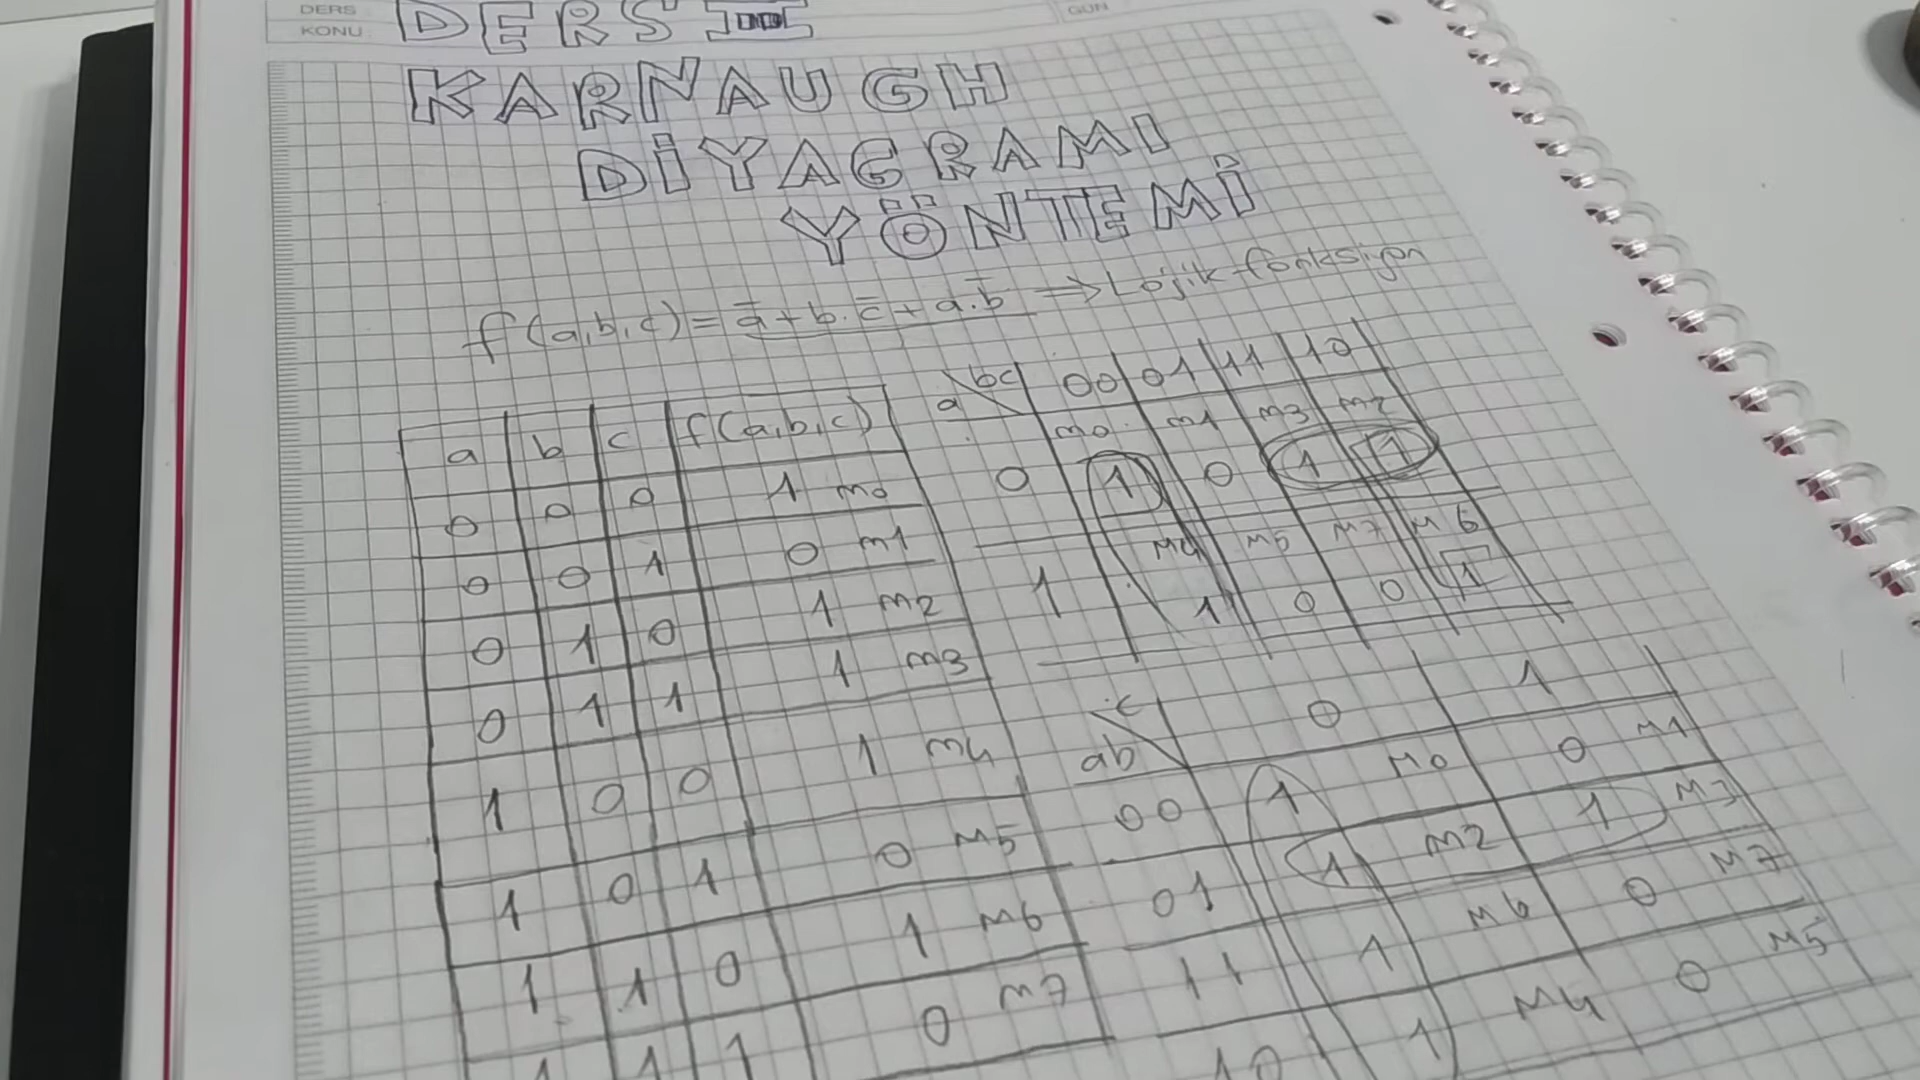 DERS
KONU
GÜN
DERS II
KARNAUGH
DİYAGRAMI
YÖNTEMİ
f(a,b,c) = a̅ + b.c̅ + a.b̅ => Lojik fonksiyon
a b c f(a,b,c)
0 0 0 1 m0
0 0 1 0 m1
0 1 0 1 m2
0 1 1 1 m3
1 0 0 1 m4
1 0 1 0 m5
1 1 0 1 m6
1 1 1 0 m7
a bc 00 01 11 10
m0 m1 m3 m2
0 1 0 1 1
m4 m5 m7 m6
1 1 0 0 1
ab c 0 1
00 1 m0 0 m1
01 1 m2 1 m3
11 1 m6 0 m7
10 1 m4 0 m5